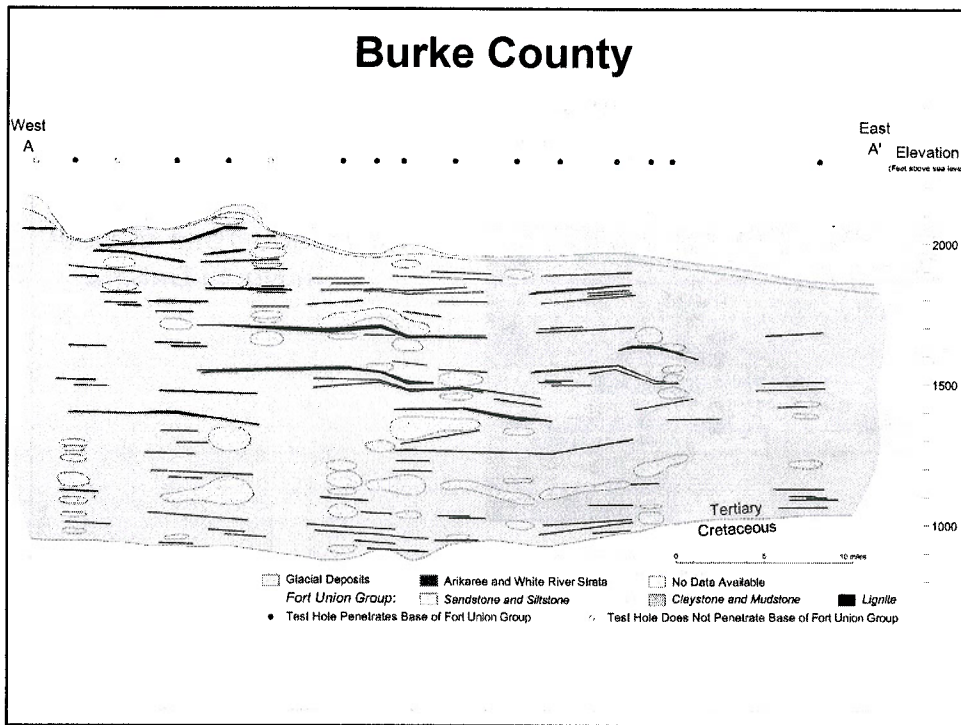 Burke County
West
A
East
A'
Elevation
(Feet above sea level
2000
1500
1000
Tertiary
Cretaceous
0 5 10 miles
Glacial Deposits Arikaree and White River Strata No Data Available
Fort Union Group: Sandstone and Siltstone Claystone and Mudstone Lignite
Test Hole Penetrates Base of Fort Union Group Test Hole Does Not Penetrate Base of Fort Union Group